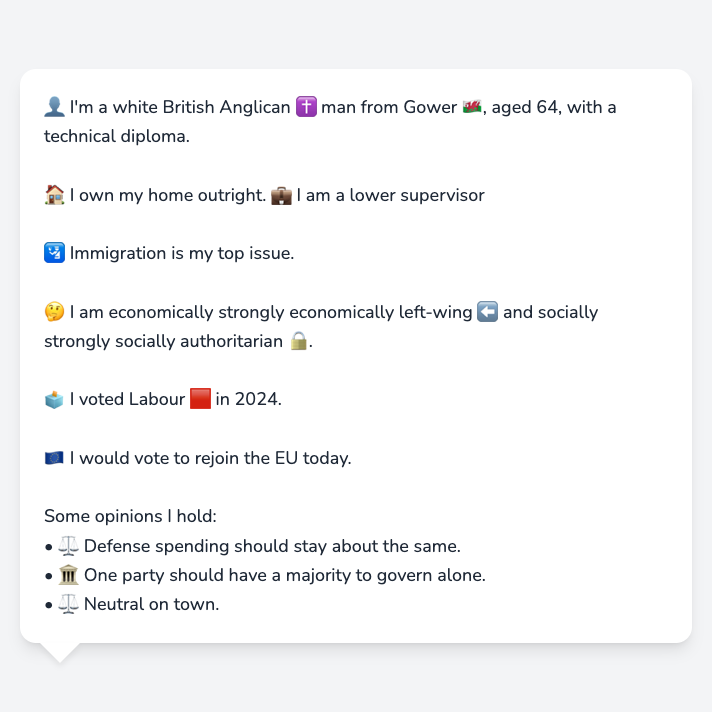 👤 I'm a white British Anglican ✝️ man from Gower 🏴󠁧󠁢󠁷󠁬󠁳󠁿, aged 64, with a
technical diploma.
🏠 I own my home outright. 💼 I am a lower supervisor
🛂 Immigration is my top issue.
🤔 I am economically strongly economically left-wing ⬅️ and socially
strongly socially authoritarian 🔒.
🗳️ I voted Labour 🟥 in 2024.
🇪🇺 I would vote to rejoin the EU today.
Some opinions I hold:
• ⚖️ Defense spending should stay about the same.
• 🏛️ One party should have a majority to govern alone.
• ⚖️ Neutral on town.